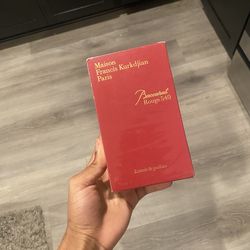 Maison
Francis Kurkdjian
Paris
Baccarat
Rouge 540
Extrait de parfum